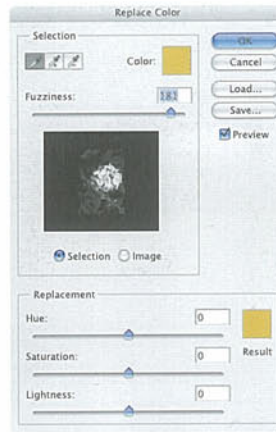 Replace Color
Selection
Color:
Fuzziness: 181
Selection Image
OK
Cancel
Load...
Save...
Preview
Replacement
Hue: 0
Saturation: 0
Lightness: 0
Result